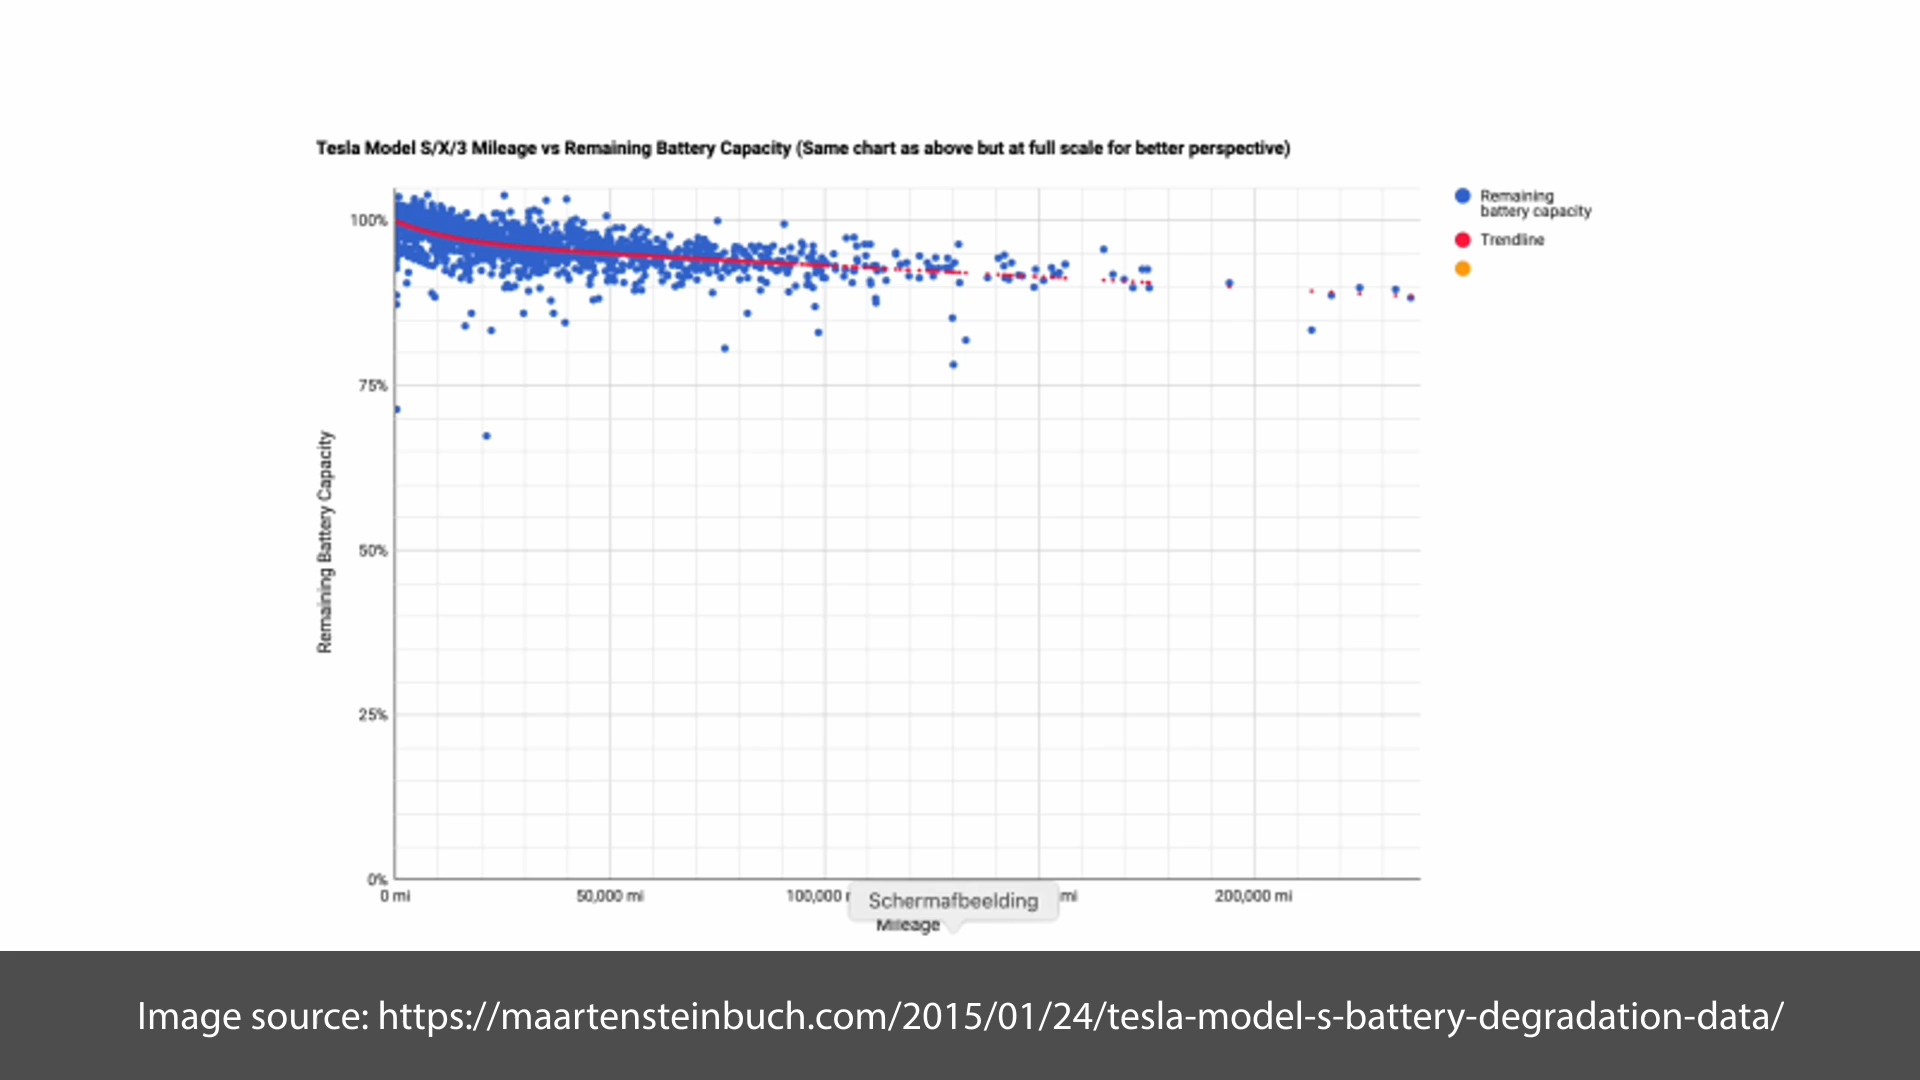 Tesla Model S/X/3 Mileage vs Remaining Battery Capacity (Same chart as above but at full scale for better perspective)
Remaining
battery capacity
Trendline
100%
75%
50%
25%
0%
Remaining Battery Capacity
0 mi
50,000 mi
100,000
mi
200,000 mi
Schermafbeelding
Mileage
Image source: https://maartensteinbuch.com/2015/01/24/tesla-model-s-battery-degradation-data/